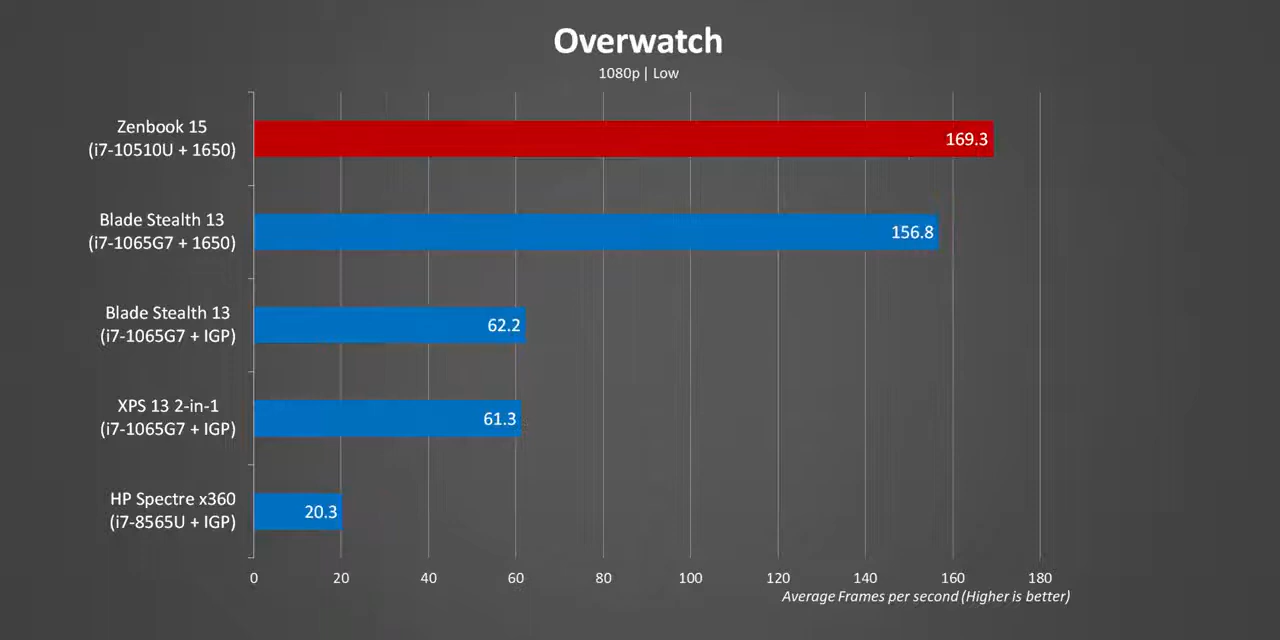 Overwatch
1080p | Low
Zenbook 15
(i7-10510U + 1650)
169.3
Blade Stealth 13
(i7-1065G7 + 1650)
156.8
Blade Stealth 13
(i7-1065G7 + IGP)
62.2
XPS 13 2-in-1
(i7-1065G7 + IGP)
61.3
HP Spectre x360
(i7-8565U + IGP)
20.3
0 20 40 60 80 100 120 140 160 180
Average Frames per second (Higher is better)